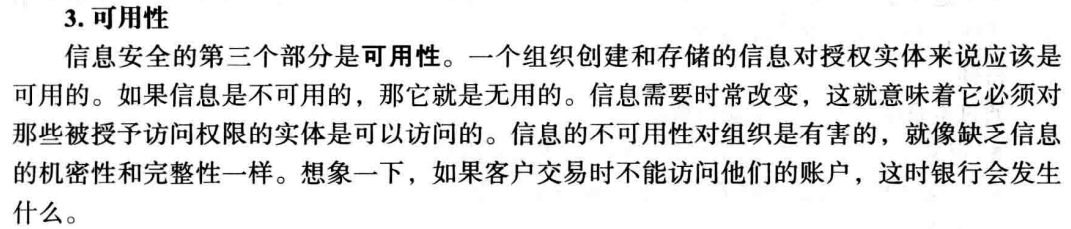 3. 可用性
信息安全的第三个部分是可用性。一个组织创建和存储的信息对授权实体来说应该是
可用的。如果信息是不可用的，那它就是无用的。信息需要时常改变，这就意味着它必须对
那些被授予访问权限的实体是可以访问的。信息的不可用性对组织是有害的，就像缺乏信息
的机密性和完整性一样。想象一下，如果客户交易时不能访问他们的账户，这时银行会发生
什么。